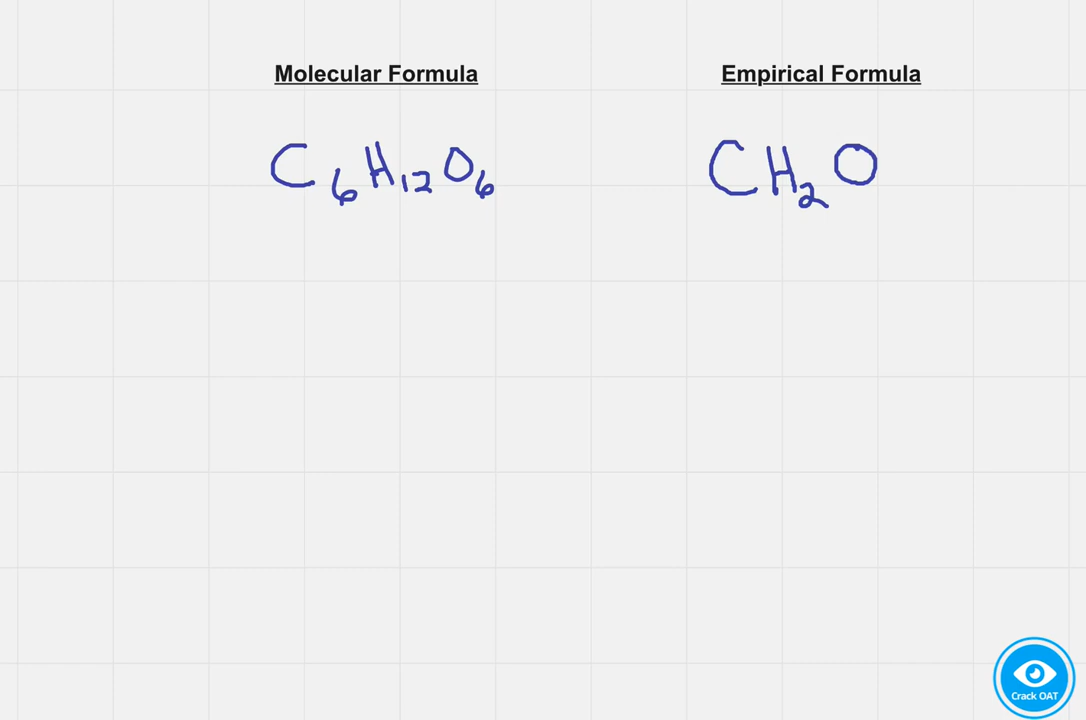 Molecular Formula Empirical Formula
C₆H₁₂O₆ CH₂O
Crack OAT